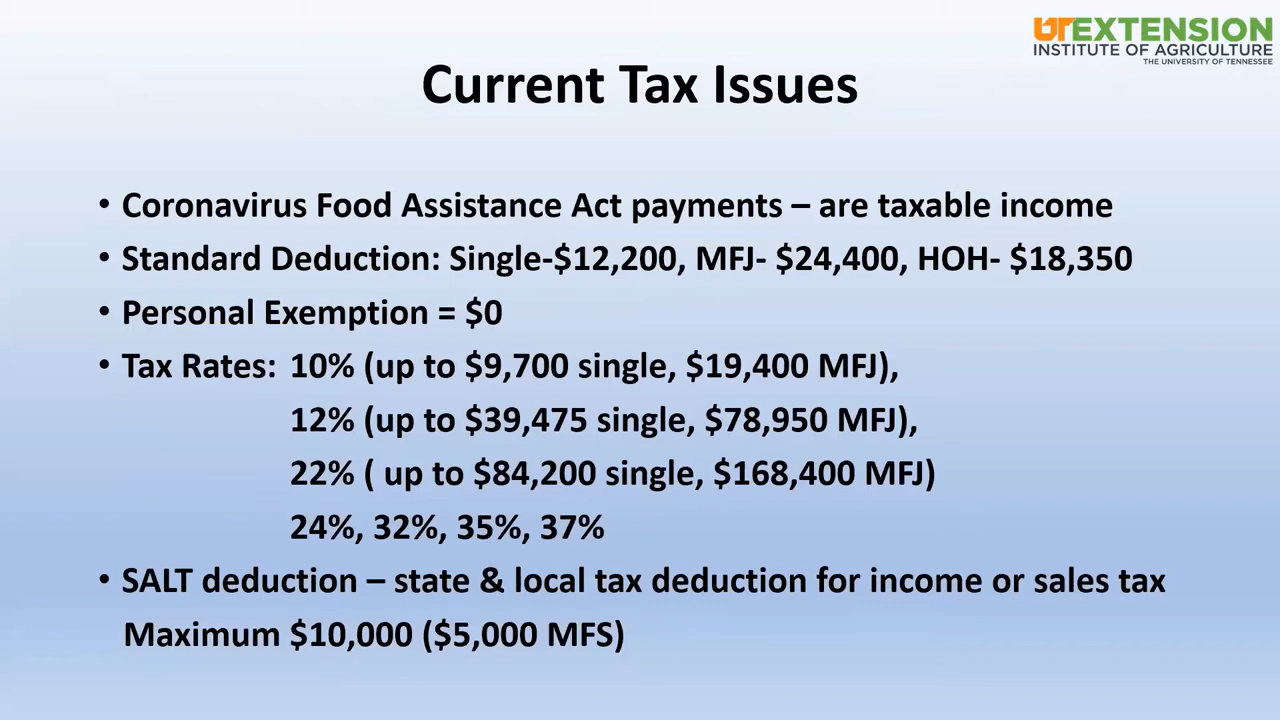 UTEXTENSION
INSTITUTE OF AGRICULTURE
THE UNIVERSITY OF TENNESSEE
Current Tax Issues
• Coronavirus Food Assistance Act payments – are taxable income
• Standard Deduction: Single-$12,200, MFJ- $24,400, HOH- $18,350
• Personal Exemption = $0
• Tax Rates: 10% (up to $9,700 single, $19,400 MFJ),
12% (up to $39,475 single, $78,950 MFJ),
22% ( up to $84,200 single, $168,400 MFJ)
24%, 32%, 35%, 37%
• SALT deduction – state & local tax deduction for income or sales tax
Maximum $10,000 ($5,000 MFS)